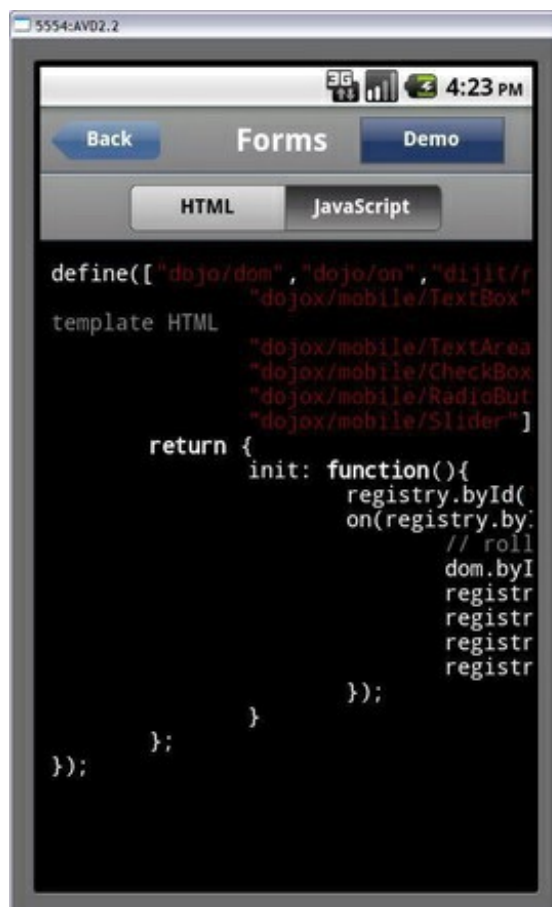 5554:AVD2.2
3G 4:23 PM
Back Forms Demo
HTML JavaScript
define(["dojo/dom","dojo/on","dijit/r
"dojox/mobile/TextBox"
template HTML
"dojox/mobile/TextArea
"dojox/mobile/CheckBox
"dojox/mobile/RadioBut
"dojox/mobile/Slider"]
return {
init: function(){
registry.byId(
on(registry.by
// roll
dom.byI
registr
registr
registr
registr
});
}
};
});